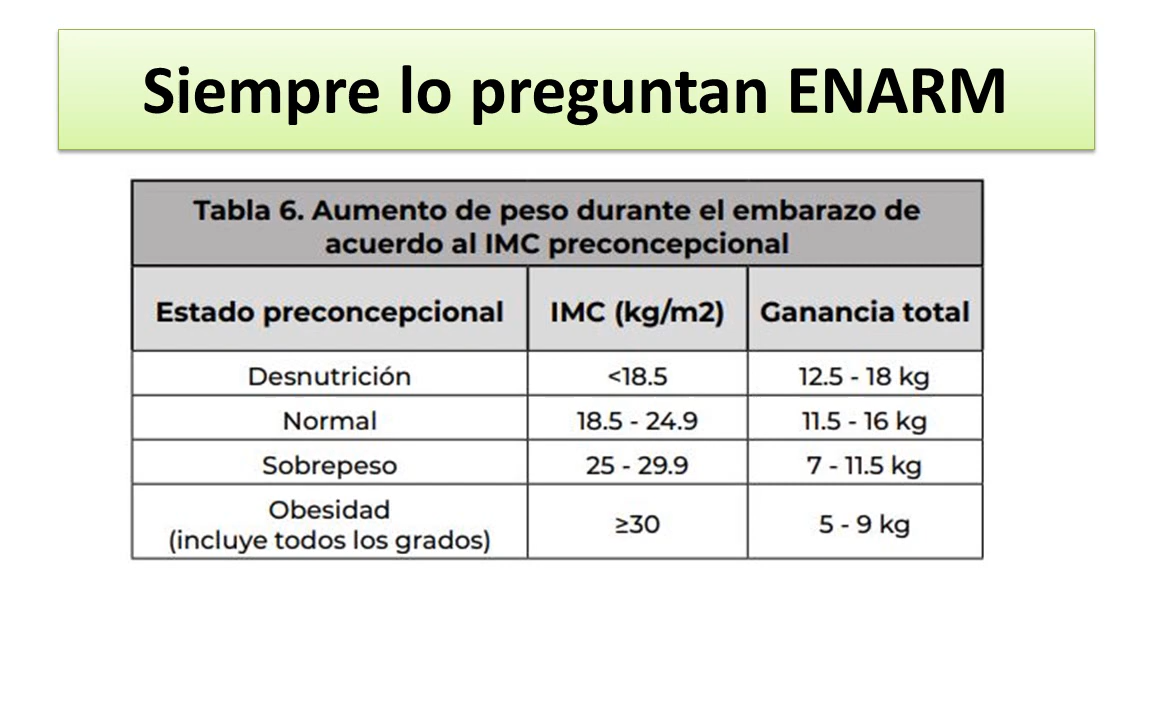 Siempre lo preguntan ENARM
Tabla 6. Aumento de peso durante el embarazo de
acuerdo al IMC preconcepcional
Estado preconcepcional IMC (kg/m2) Ganancia total
Desnutrición <18.5 12.5 - 18 kg
Normal 18.5 - 24.9 11.5 - 16 kg
Sobrepeso 25 - 29.9 7 - 11.5 kg
Obesidad
(incluye todos los grados) ≥30 5 - 9 kg